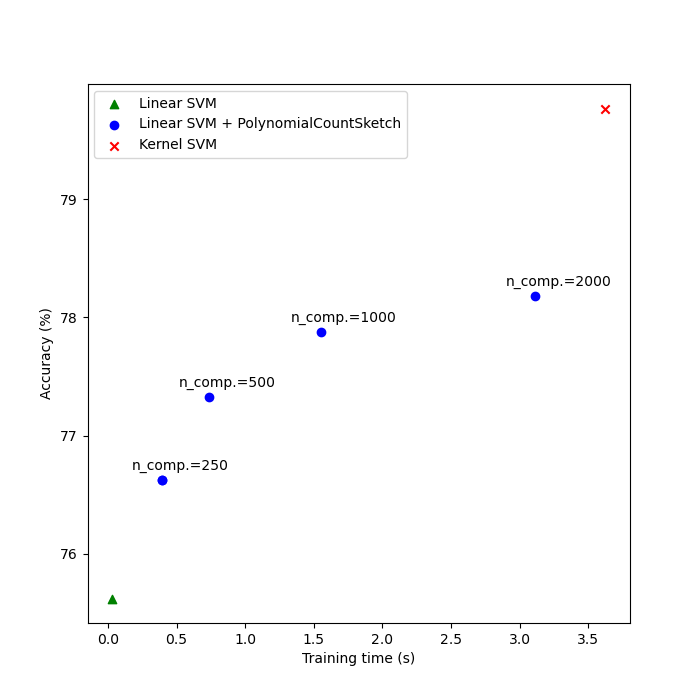 Linear SVM
Linear SVM + PolynomialCountSketch
Kernel SVM
79
n_comp.=2000
78
n_comp.=1000
n_comp.=500
77
n_comp.=250
76
Accuracy (%)
0.0 0.5 1.0 1.5 2.0 2.5 3.0 3.5
Training time (s)